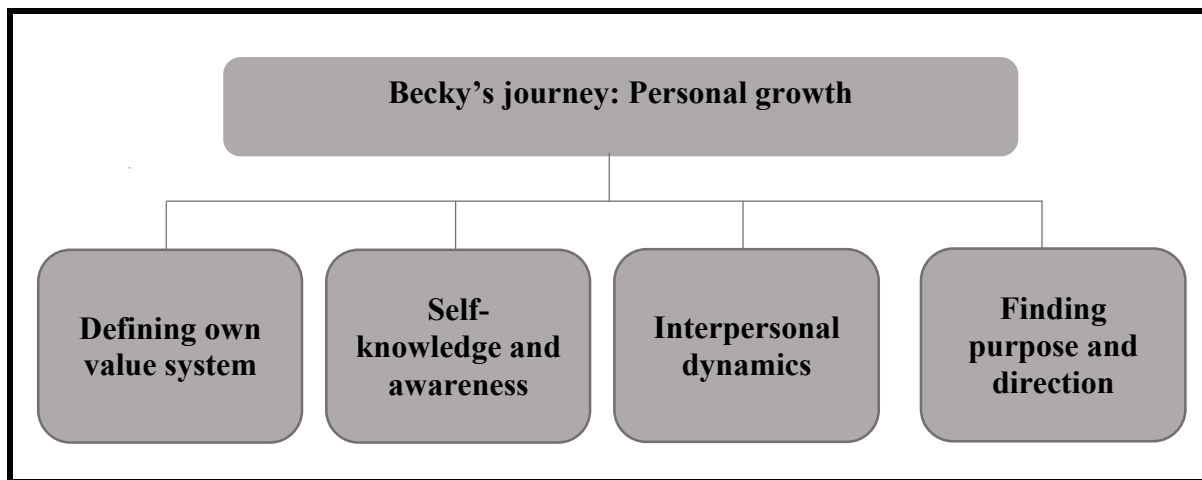 Becky’s journey: Personal growth
Defining own
value system
Self-
knowledge and
awareness
Interpersonal
dynamics
Finding
purpose and
direction